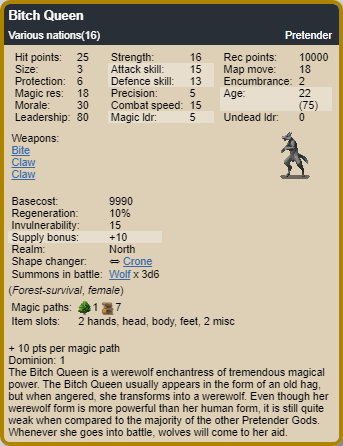 Bitch Queen
Various nations(16) Pretender
Hit points: 25 Strength: 16 Rec points: 10000
Size: 3 Attack skill: 15 Map move: 18
Protection: 6 Defence skill: 13 Encumbrance: 2
Magic res: 18 Precision: 5 Age: 22
Morale: 30 Combat speed: 15 (75)
Leadership: 80 Magic ldr: 5 Undead ldr: 0
Weapons:
Bite
Claw
Claw
Basecost: 9990
Regeneration: 10%
Invulnerability: 15
Supply bonus: +10
Realm: North
Shape changer: ⇔ Crone
Summons in battle: Wolf x 3d6
(Forest-survival, female)
Magic paths: 1 7
Item slots: 2 hands, head, body, feet, 2 misc
+ 10 pts per magic path
Dominion: 1
The Bitch Queen is a werewolf enchantress of tremendous magical
power. The Bitch Queen usually appears in the form of an old hag,
but when angered, she transforms into a werewolf. Even though her
werewolf form is more powerful than her human form, it is still quite
weak when compared to the majority of the other Pretender Gods.
Whenever she goes into battle, wolves will come to her aid.